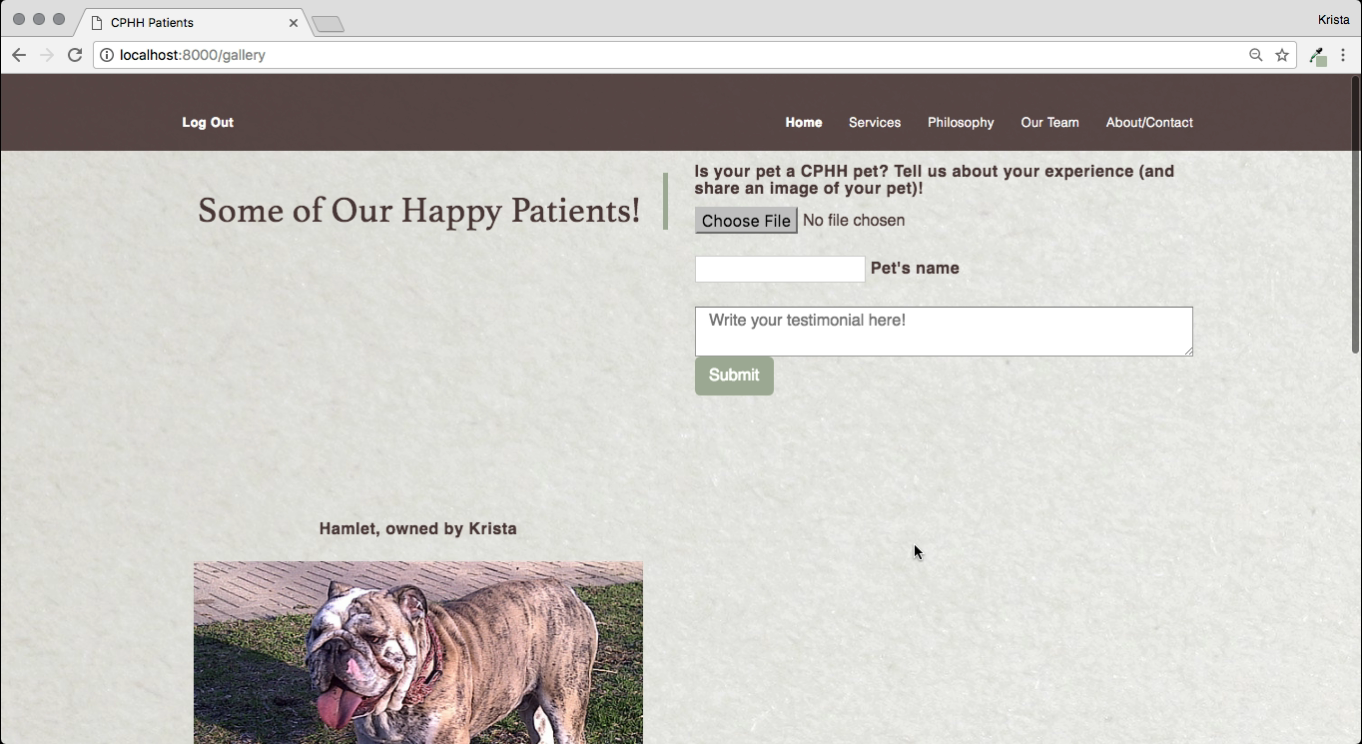 CPHH Patients
Krista
localhost:8000/gallery
Log Out
Home Services Philosophy Our Team About/Contact
Some of Our Happy Patients!
Is your pet a CPHH pet? Tell us about your experience (and
share an image of your pet)!
Choose File No file chosen
Pet's name
Write your testimonial here!
Submit
Hamlet, owned by Krista